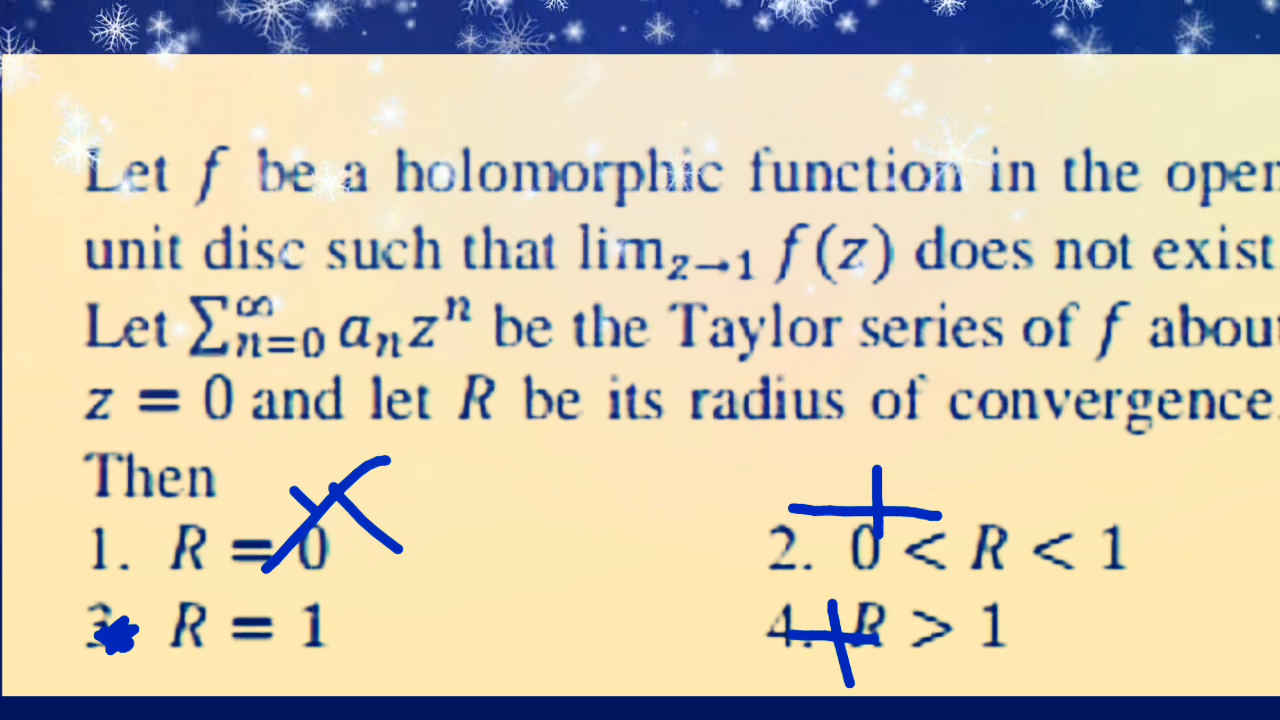 Let f be a holomorphic function in the open
unit disc such that lim_{z→1} f(z) does not exist
Let ∑_{n=0}^{∞} a_n z^n be the Taylor series of f about
z = 0 and let R be its radius of convergence.
Then
1. R = 0 2. 0 < R < 1
3. R = 1 4. R > 1